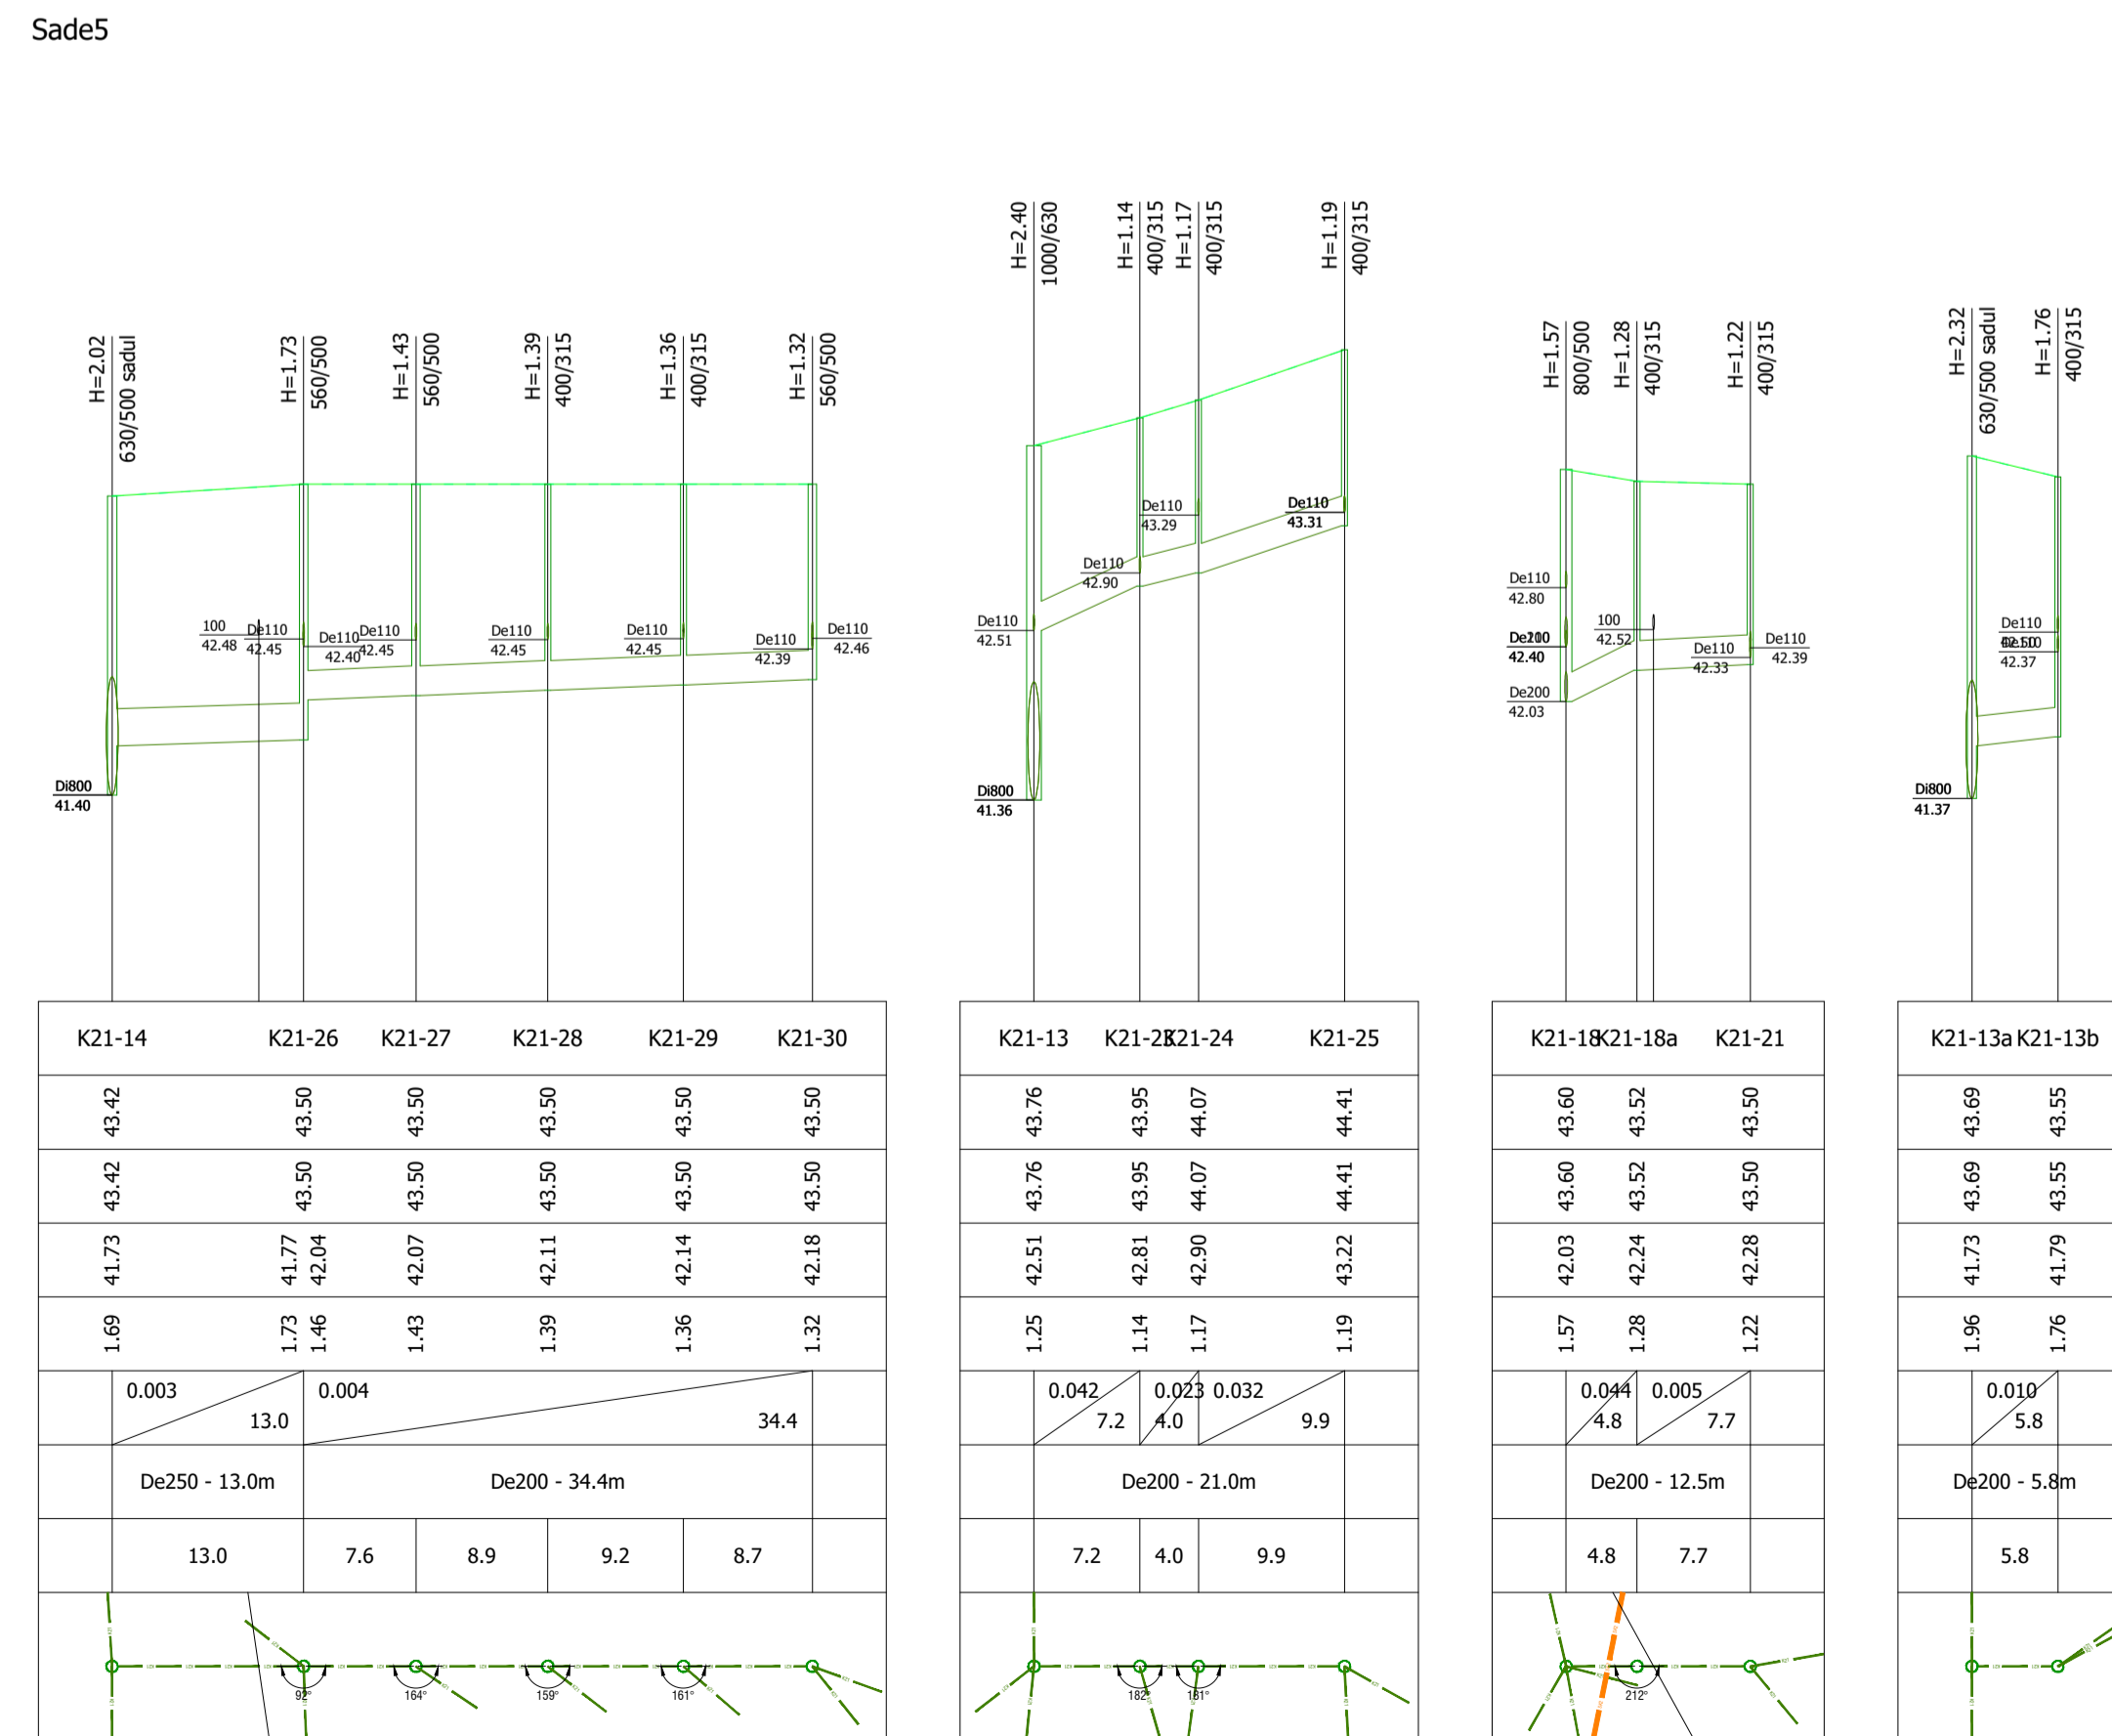 Sade5
H=2.02
630/500 sadul
H=1.73
560/500
H=1.43
560/500
H=1.39
400/315
H=1.36
400/315
H=1.32
560/500
H=2.40
1000/630
H=1.14
400/315
H=1.17
400/315
H=1.19
400/315
H=1.57
800/500
H=1.28
400/315
H=1.22
400/315
H=2.32
630/500 sadul
H=1.76
400/315
100
42.48
De110
42.45
De110
42.40
De110
42.45
De110
42.45
De110
42.45
De110
42.39
De110
42.46
Di800
41.40
De110
42.51
De110
42.90
De110
43.29
De110
43.31
Di800
41.36
De110
42.80
42.40
De200
42.03
100
42.52
De110
42.33
De110
42.39
De110
42.37
Di800
41.37
K21-14 K21-26 K21-27 K21-28 K21-29 K21-30
43.42 43.50 43.50 43.50 43.50 43.50
43.42 43.50 43.50 43.50 43.50 43.50
41.73 41.77 42.04 42.07 42.11 42.14 42.18
1.69 1.73 1.46 1.43 1.39 1.36 1.32
0.003 0.004
13.0 34.4
De250 - 13.0m De200 - 34.4m
13.0 7.6 8.9 9.2 8.7
92° 164° 159° 161°
K21-13 K21-23 K21-24 K21-25
43.76 43.95 44.07 44.41
43.76 43.95 44.07 44.41
42.51 42.81 42.90 43.22
1.25 1.14 1.17 1.19
0.042 0.023 0.032
7.2 4.0 9.9
De200 - 21.0m
7.2 4.0 9.9
182° 181°
K21-18 K21-18a K21-21
43.60 43.52 43.50
43.60 43.52 43.50
42.03 42.24 42.28
1.57 1.28 1.22
0.044 0.005
4.8 7.7
De200 - 12.5m
4.8 7.7
212°
K21-13a K21-13b
43.69 43.55
43.69 43.55
41.73 41.79
1.96 1.76
0.010
5.8
De200 - 5.8m
5.8